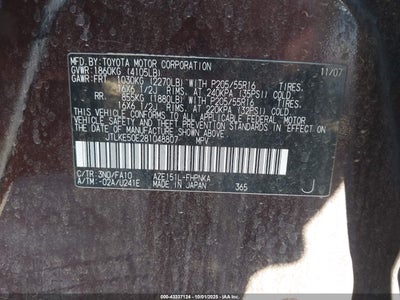 MFD. BY: TOYOTA MOTOR CORPORATION 11/07
GVWR: 1860KG (4105LB)
GAWR: FRT. 1030KG (2270LB) WITH P205/55R16 TIRES,
16X6 1/2J RIMS, AT 240KPA (35PSI) COLD
RR. 855KG (1880LB) WITH P205/55R16 TIRES,
16X6 1/2J RIMS, AT 220KPA (32PSI) COLD
THIS VEHICLE CONFORMS TO ALL APPLICABLE FEDERAL
MOTOR VEHICLE SAFETY, BUMPER, AND THEFT PREVENTION
STANDARDS IN EFFECT ON THE DATE OF MANUFACTURE
SHOWN ABOVE.
JTLKE50E281048807 MPV
C/TR: 3N0/FA10 AZE151L-FHPNKA
A/TM: -02A/U241E MADE IN JAPAN 365 J
000-43337124 - 10/01/2025 -